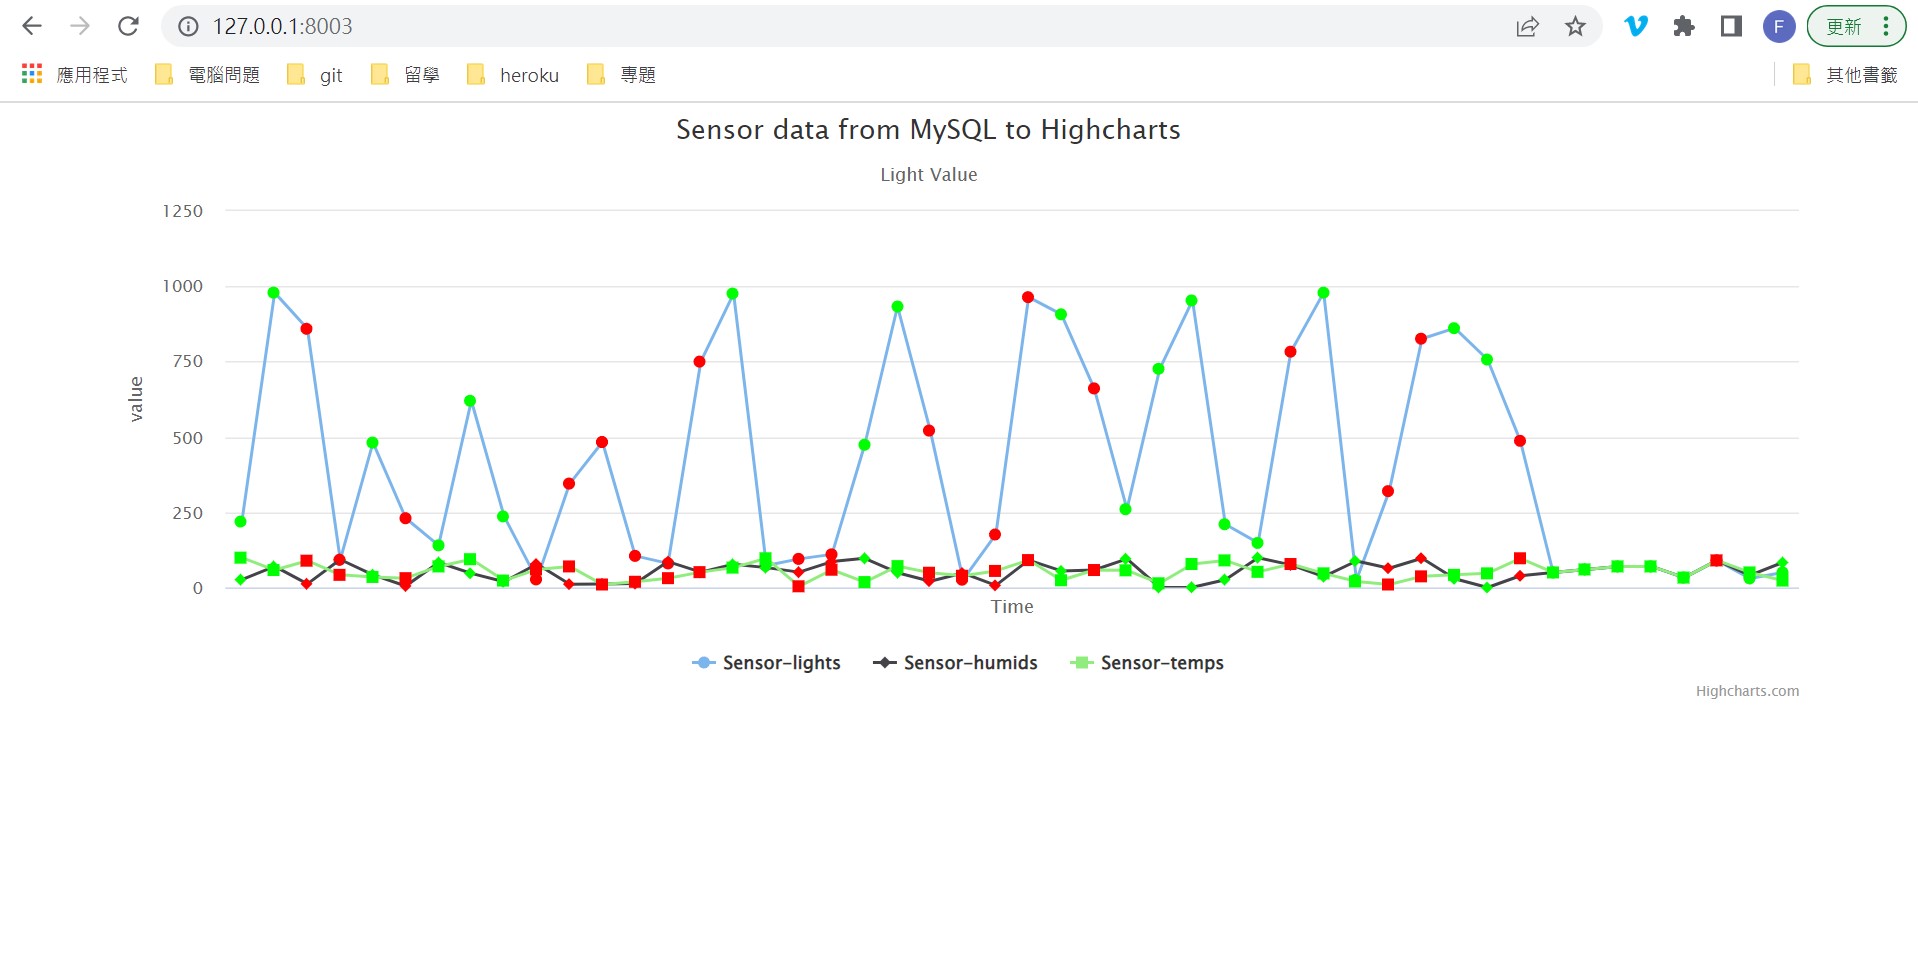 127.0.0.1:8003
F
更新
應用程式
電腦問題
git
留學
heroku
專題
其他書籤
Sensor data from MySQL to Highcharts
Light Value
1250
1000
750
500
250
0
value
Time
Sensor-lights
Sensor-humids
Sensor-temps
Highcharts.com